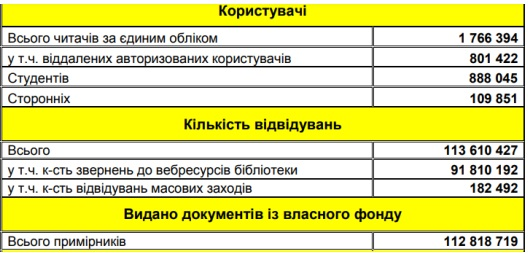 Користувачі
Всього читачів за єдиним обліком 1 766 394
у т.ч. віддалених авторизованих користувачів 801 422
Студентів 888 045
Сторонніх 109 851
Кількість відвідувань
Всього 113 610 427
у т.ч. к-сть звернень до вебресурсів бібліотеки 91 810 192
у т.ч. к-сть відвідувань масових заходів 182 492
Видано документів із власного фонду
Всього примірників 112 818 719